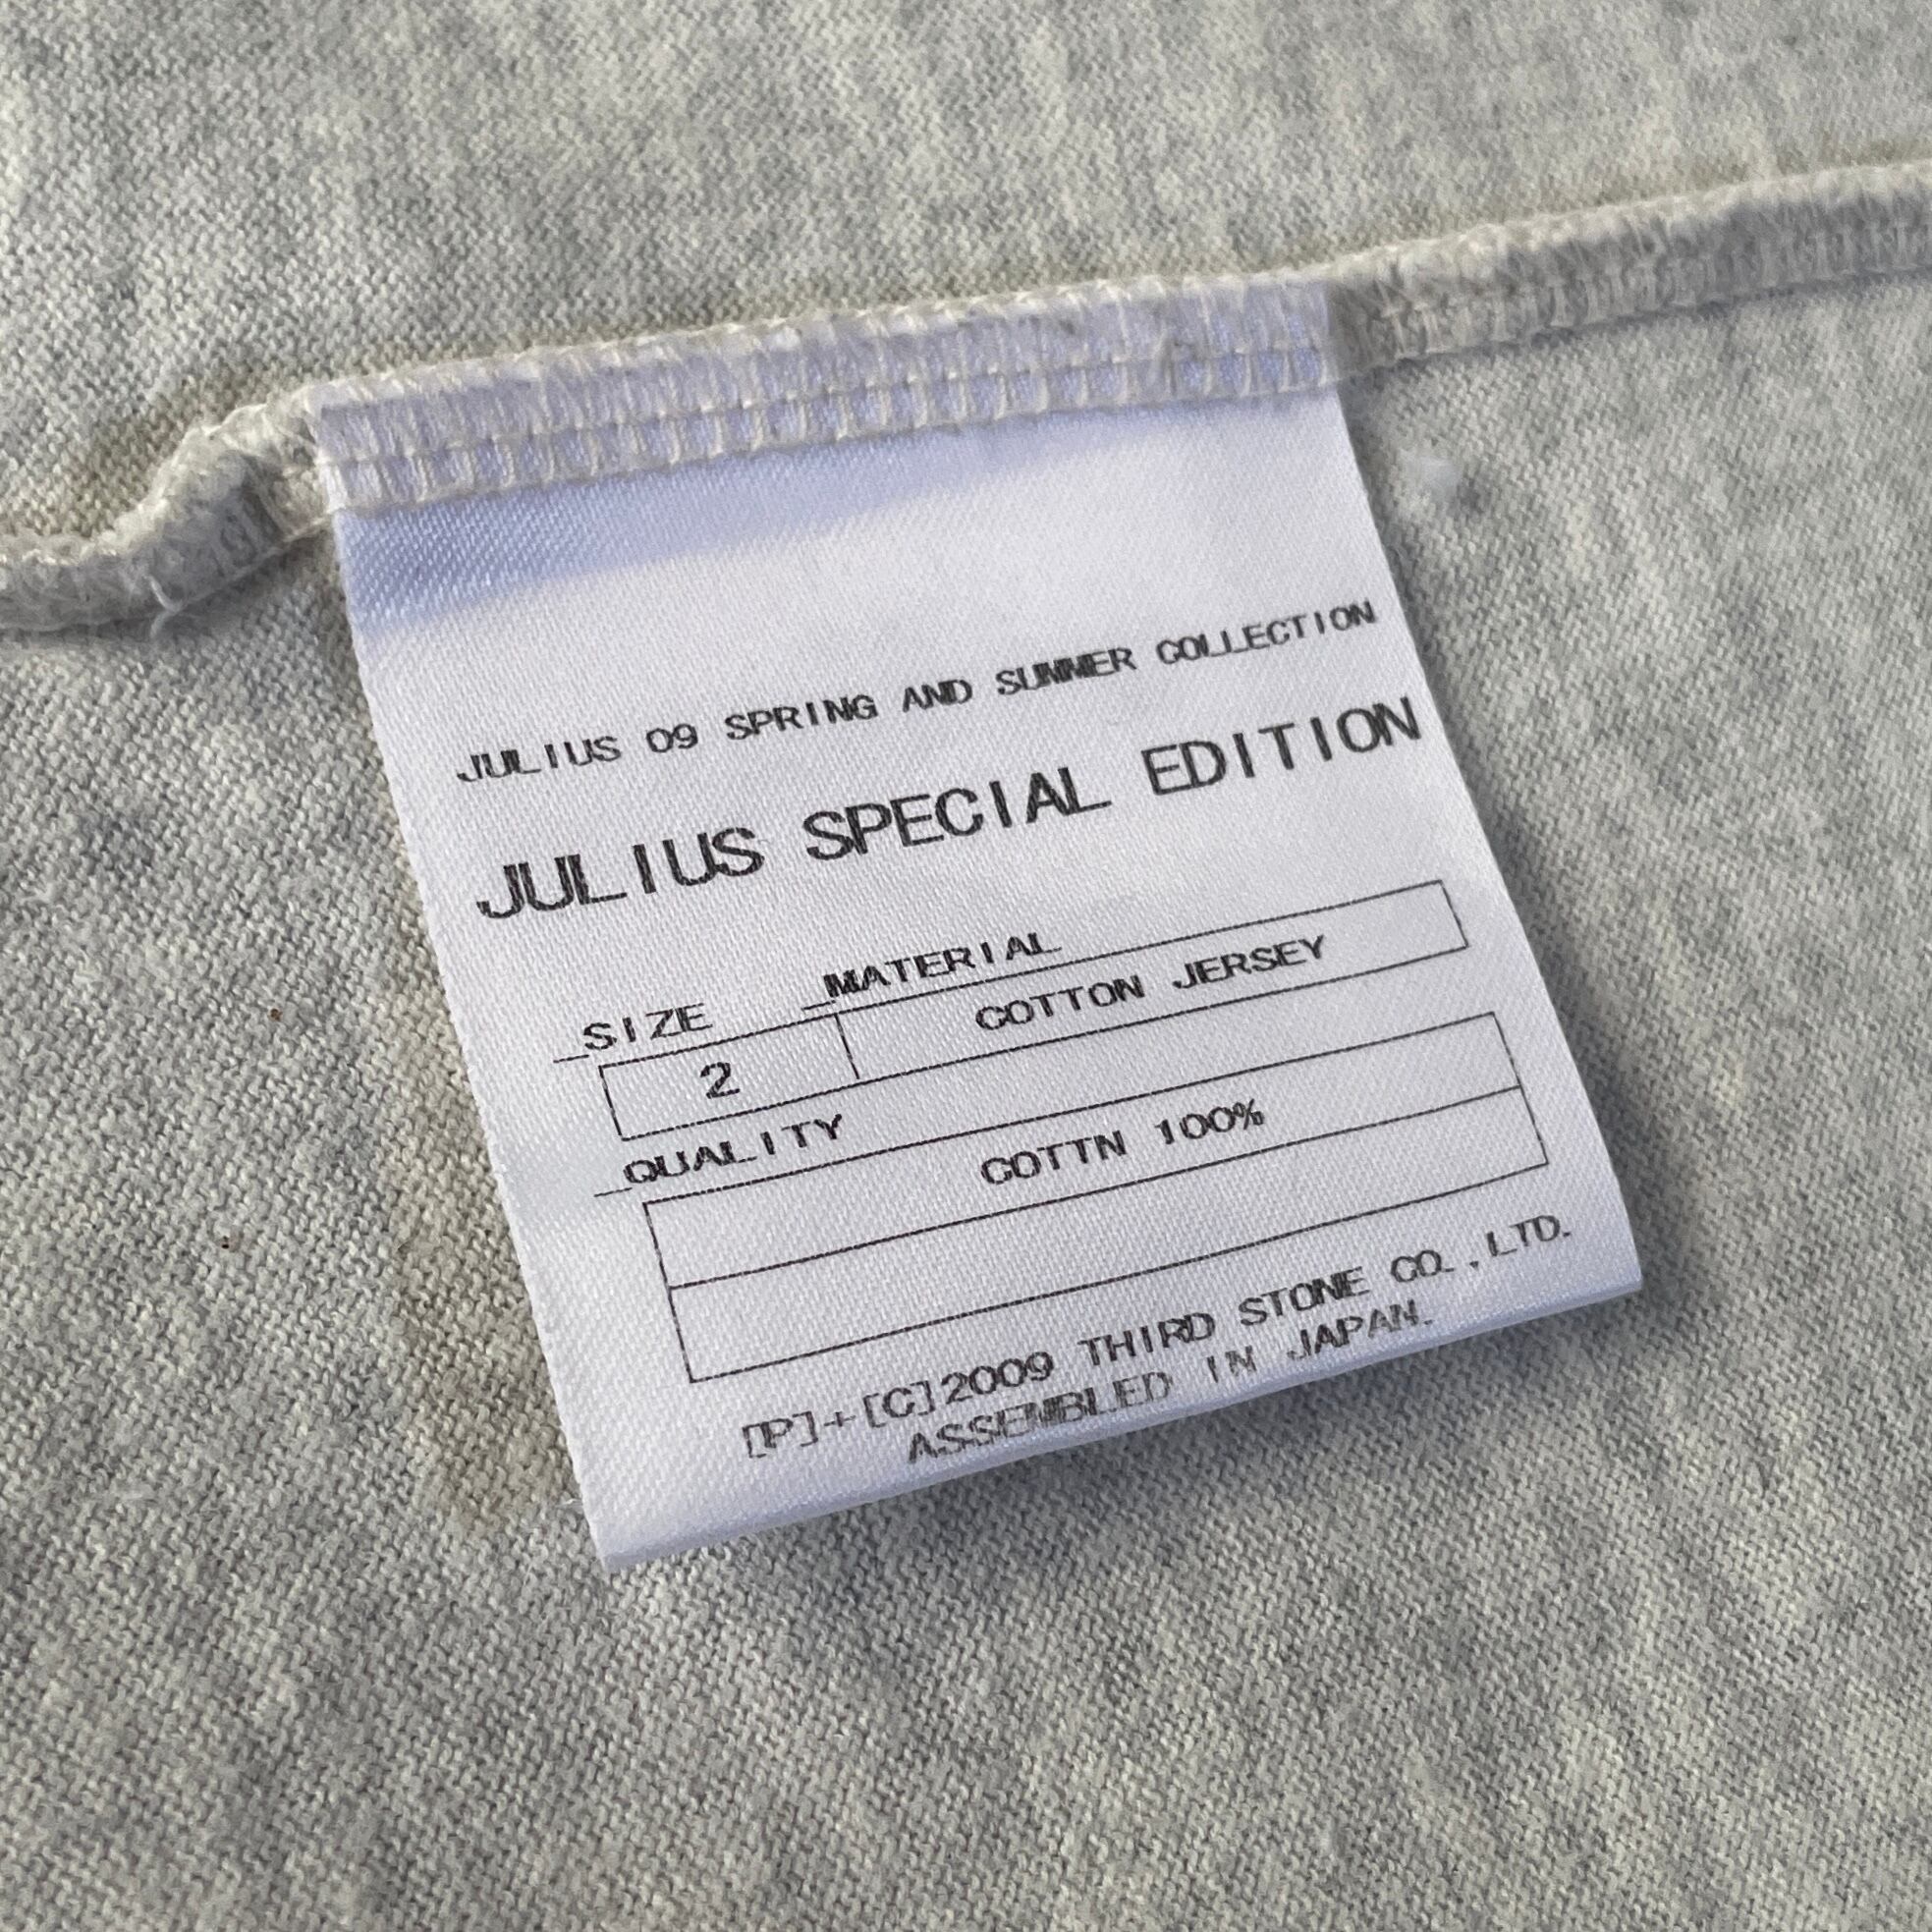 JULIUS 09 SPRING AND SUMMER COLLECTION
JULIUS SPECIAL EDITION
_SIZE _MATERIAL
2 COTTON JERSEY
_QUALITY
COTTN 100%
[P]+[C]2009 THIRD STONE CO.,LTD.
ASSEMBLED IN JAPAN.